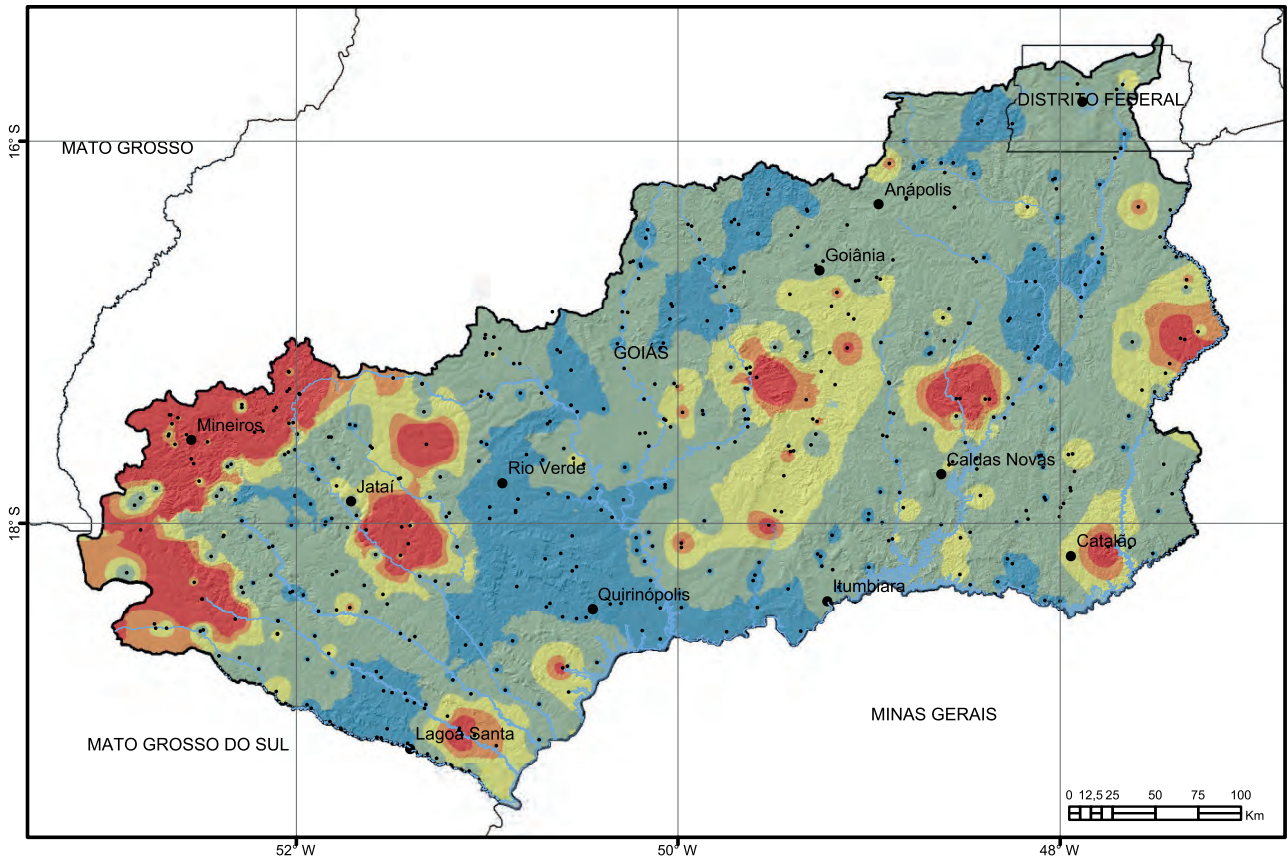 DISTRITO FEDERAL
16° S
MATO GROSSO
Anápolis
Goiânia
GOIÁS
Mineiros
Rio Verde
Caldas Novas
Jataí
18° S
Catalão
Quirinópolis
Itumbiara
MINAS GERAIS
Lagoa Santa
MATO GROSSO DO SUL
0 12,5 25 50 75 100
Km
52° W 50° W 48° W